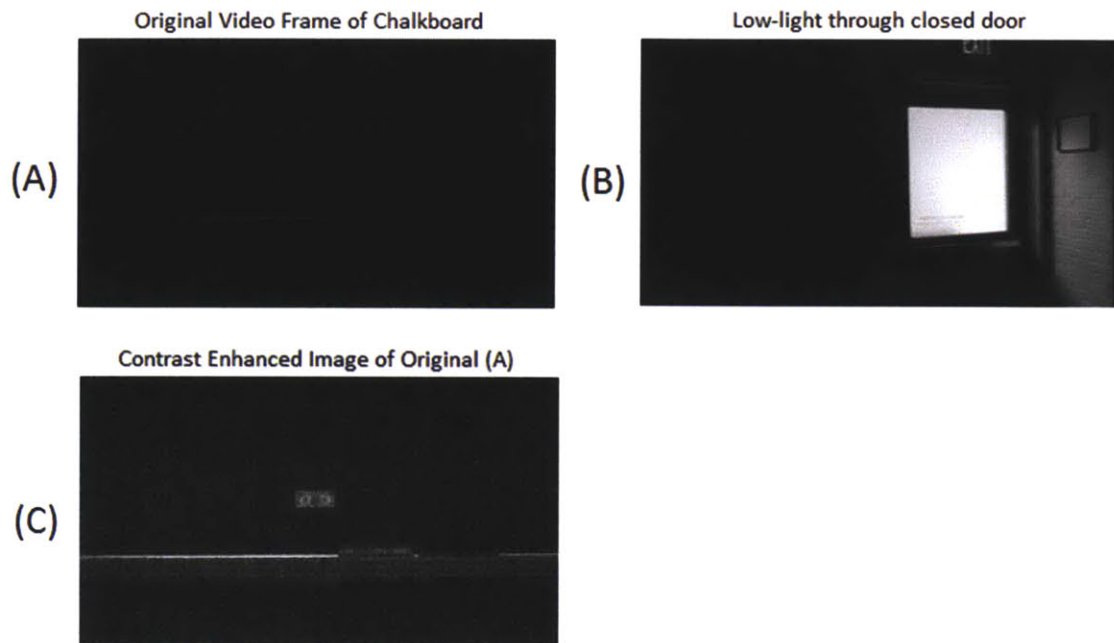 Original Video Frame of Chalkboard
Low-light through closed door
(A)
(B)
Contrast Enhanced Image of Original (A)
(C)